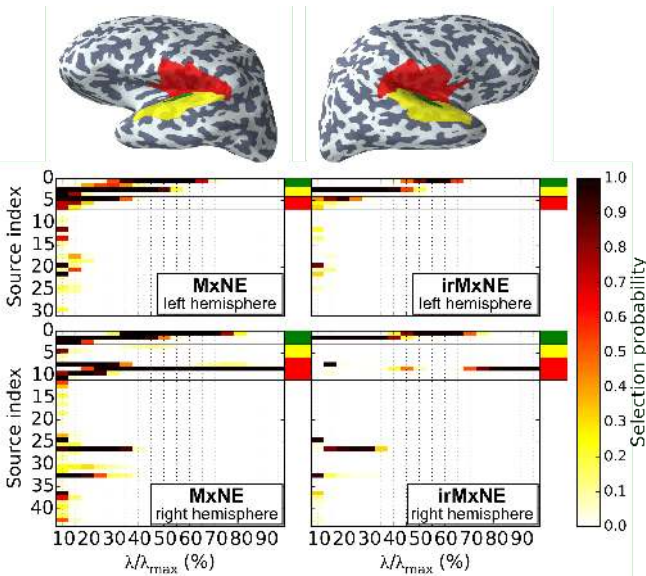 0
5
10
15
20
25
30
Source index
MxNE
left hemisphere
irMxNE
left hemisphere
0
5
10
15
20
25
30
35
40
Source index
MxNE
right hemisphere
irMxNE
right hemisphere
10 20 30 40 50 60 70 80 90
λ/λmax (%)
10 20 30 40 50 60 70 80 90
λ/λmax (%)
1.0
0.9
0.8
0.7
0.6
0.5
0.4
0.3
0.2
0.1
0.0
Selection probability